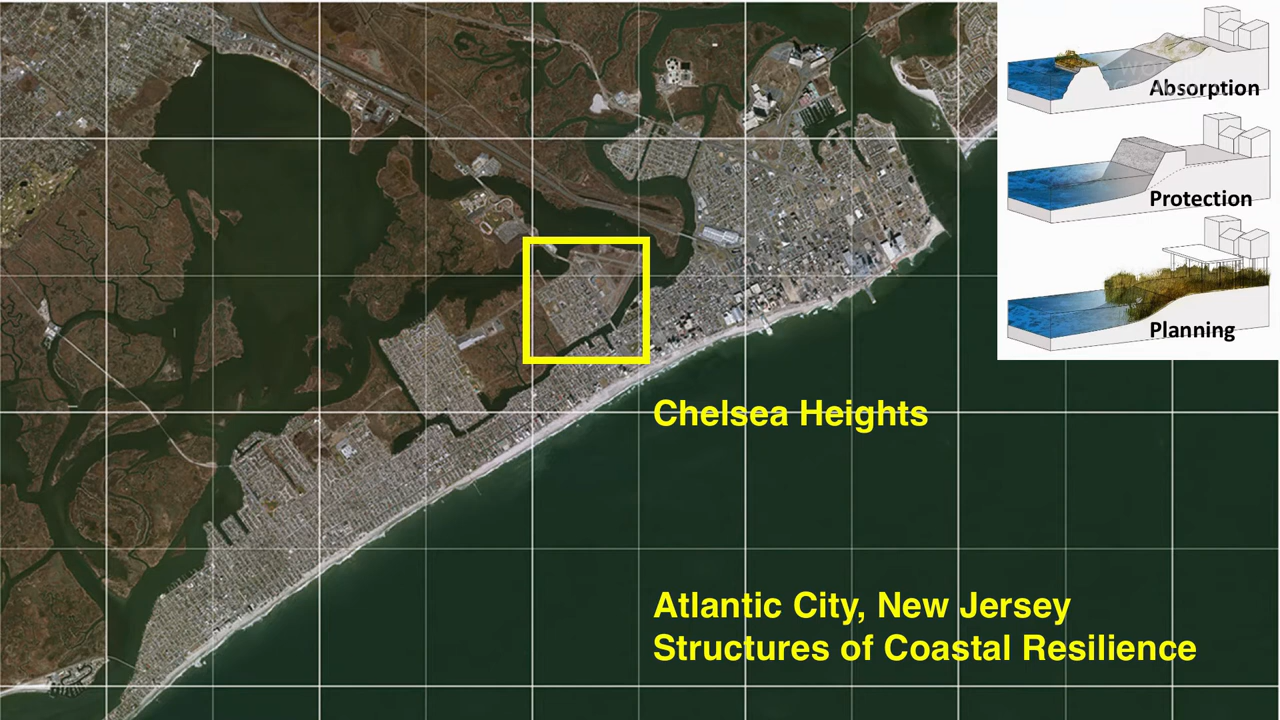 Absorption
Protection
Planning
Chelsea Heights
Atlantic City, New Jersey
Structures of Coastal Resilience